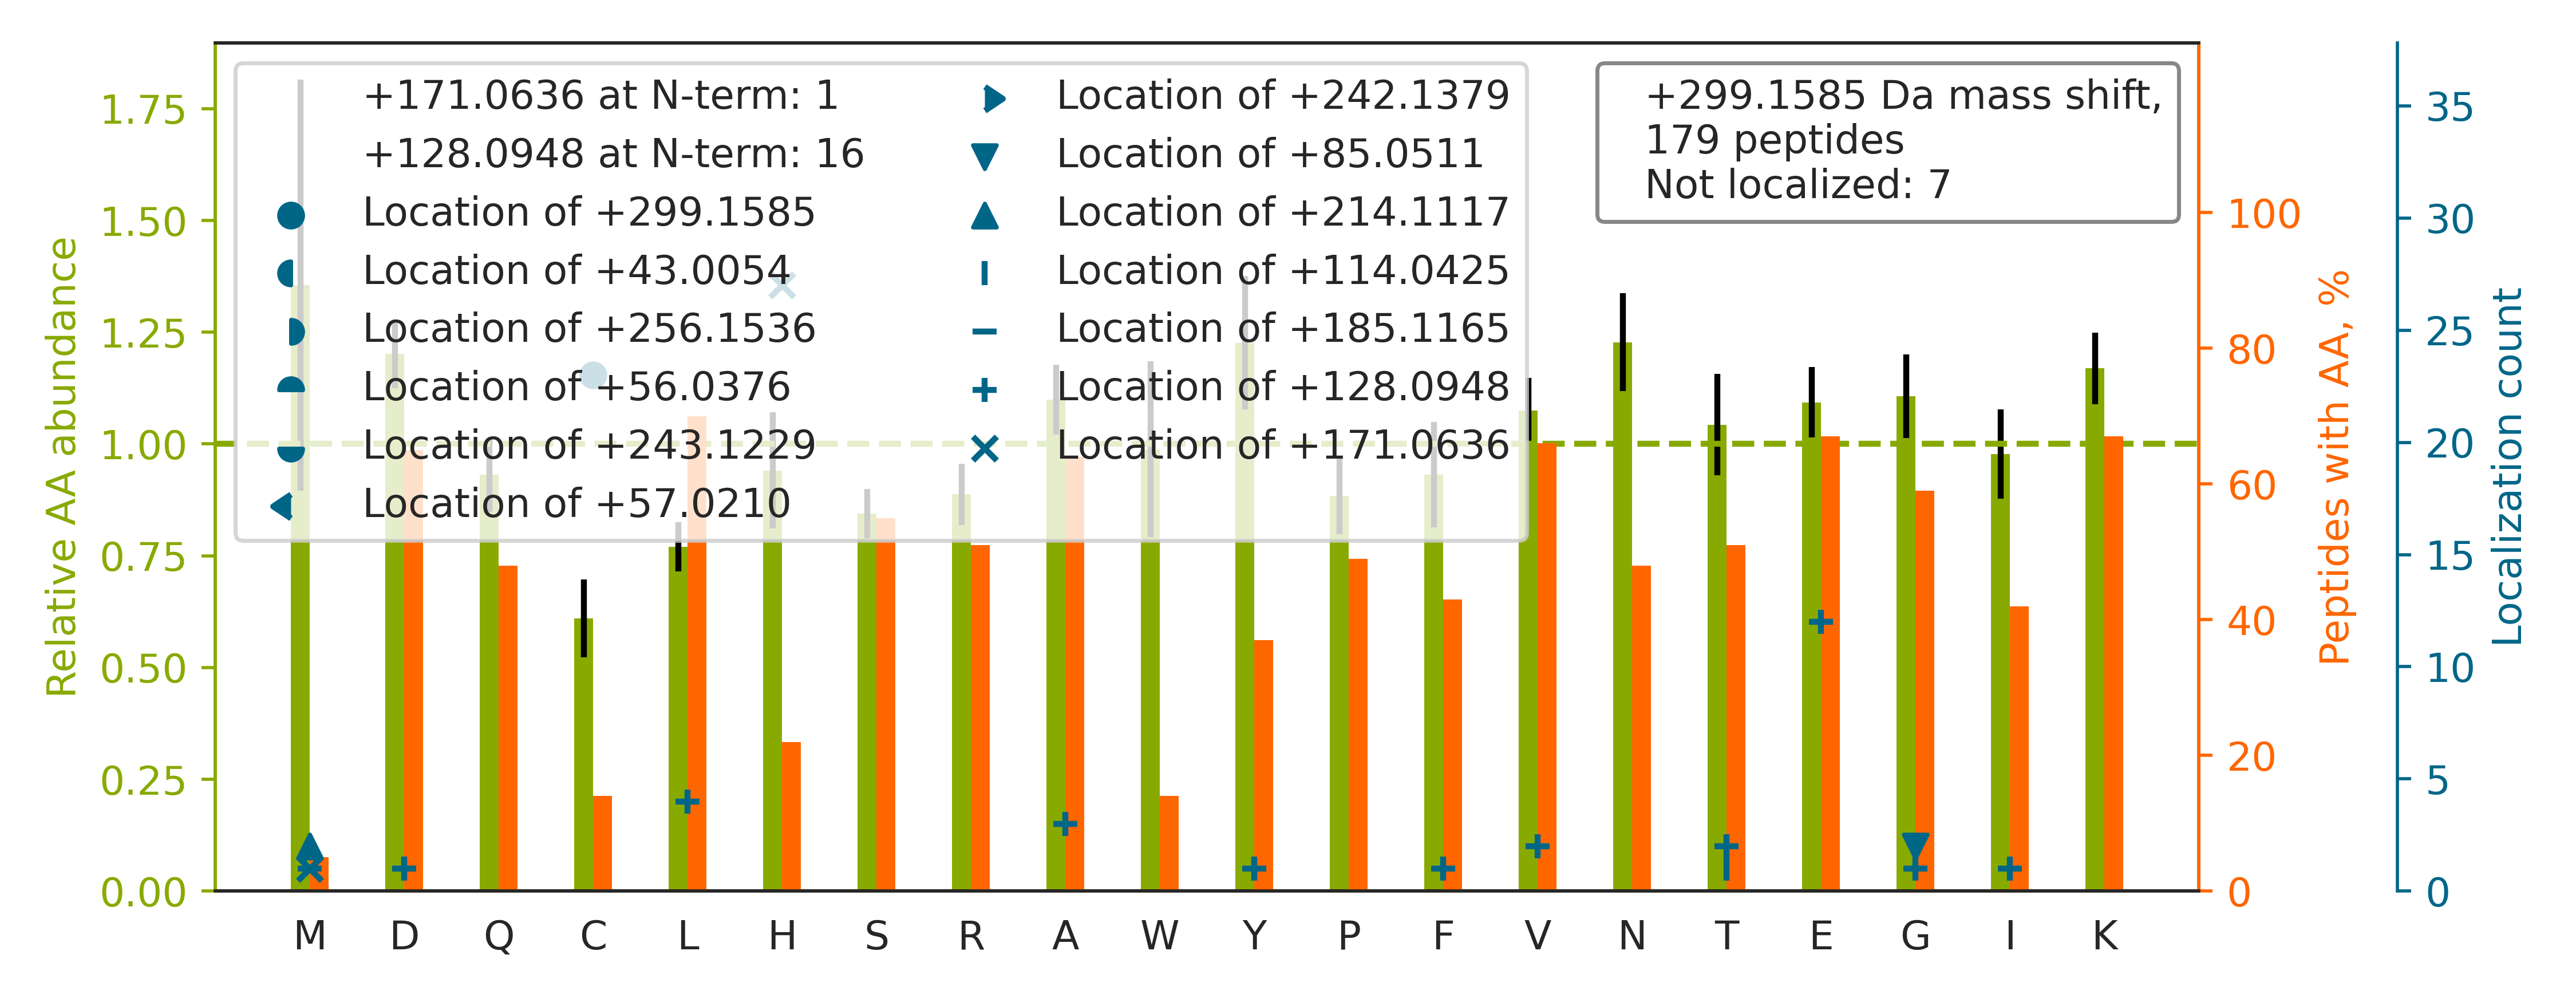 +171.0636 at N-term: 1
+128.0948 at N-term: 16
Location of +299.1585
Location of +43.0054
Location of +256.1536
Location of +56.0376
Location of +243.1229
Location of +57.0210
Location of +242.1379
Location of +85.0511
Location of +214.1117
Location of +114.0425
Location of +185.1165
Location of +128.0948
Location of +171.0636
+299.1585 Da mass shift,
179 peptides
Not localized: 7
Relative AA abundance
1.75
1.50
1.25
1.00
0.75
0.50
0.25
0.00
M D Q C L H S R A W Y P F V N T E G I K
100
80
60
40
20
0
Peptides with AA, %
35
30
25
20
15
10
5
0
Localization count